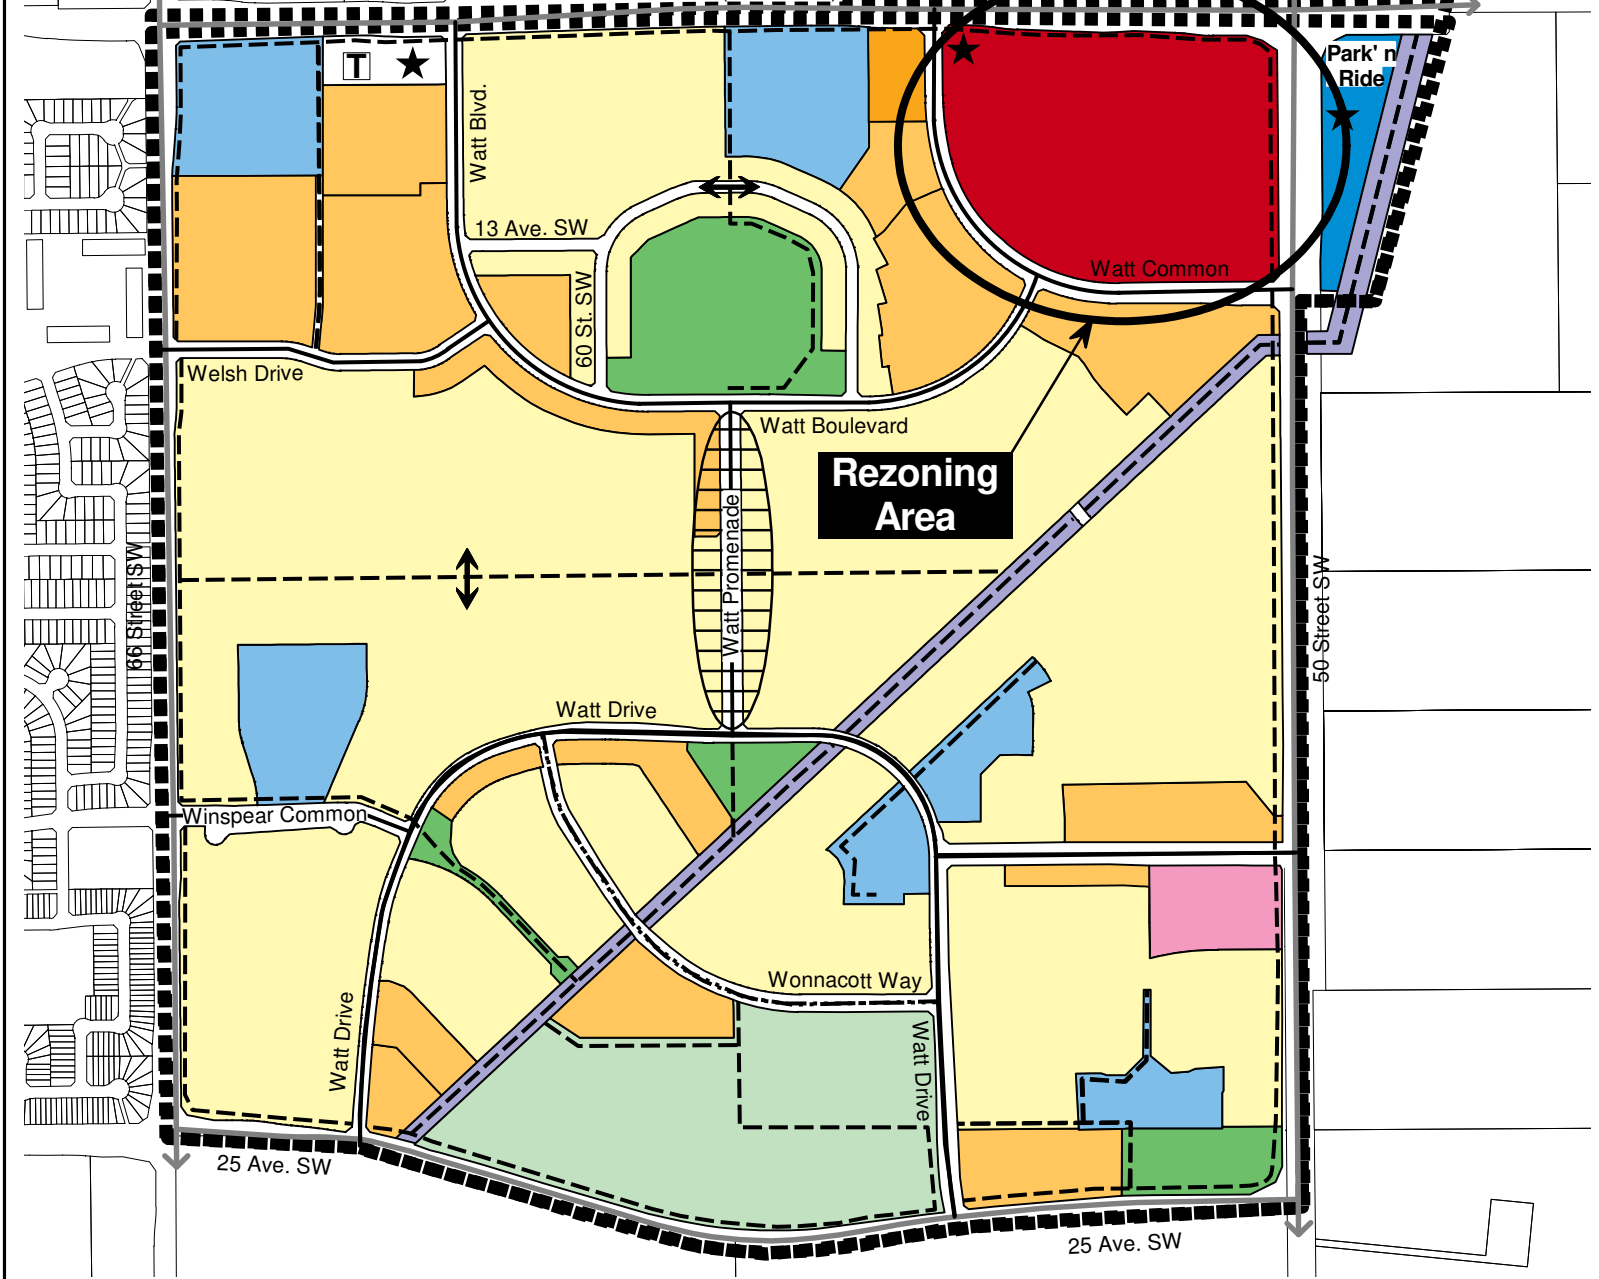 Park' n
Ride
T
Watt Blvd.
13 Ave. SW
Watt Common
60 St. SW
Welsh Drive
Watt Boulevard
Rezoning
Area
Watt Promenade
66 Street SW
50 Street SW
Watt Drive
Winspear Common
Wonnacott Way
Watt Drive
Watt Drive
25 Ave. SW
25 Ave. SW